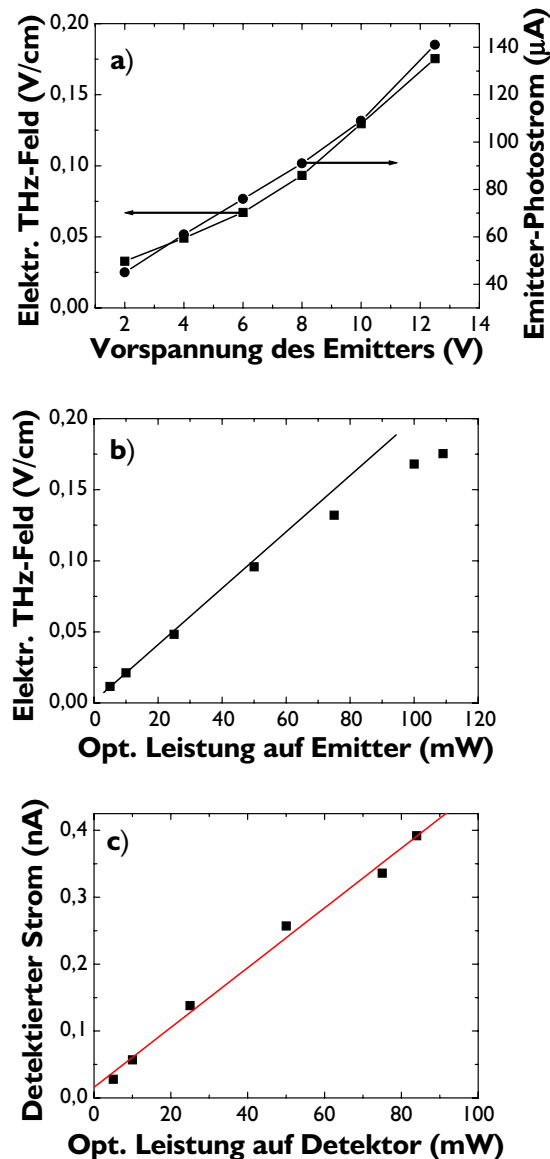 a)
Elektr. THz-Feld (V/cm)
0,20
0,15
0,10
0,05
0,00
Emitter-Photostrom (μA)
140
120
100
80
60
40
2 4 6 8 10 12 14
Vorspannung des Emitters (V)
b)
Elektr. THz-Feld (V/cm)
0,20
0,15
0,10
0,05
0,00
0 20 40 60 80 100 120
Opt. Leistung auf Emitter (mW)
c)
Detektierter Strom (nA)
0,4
0,3
0,2
0,1
0,0
0 20 40 60 80 100
Opt. Leistung auf Detektor (mW)